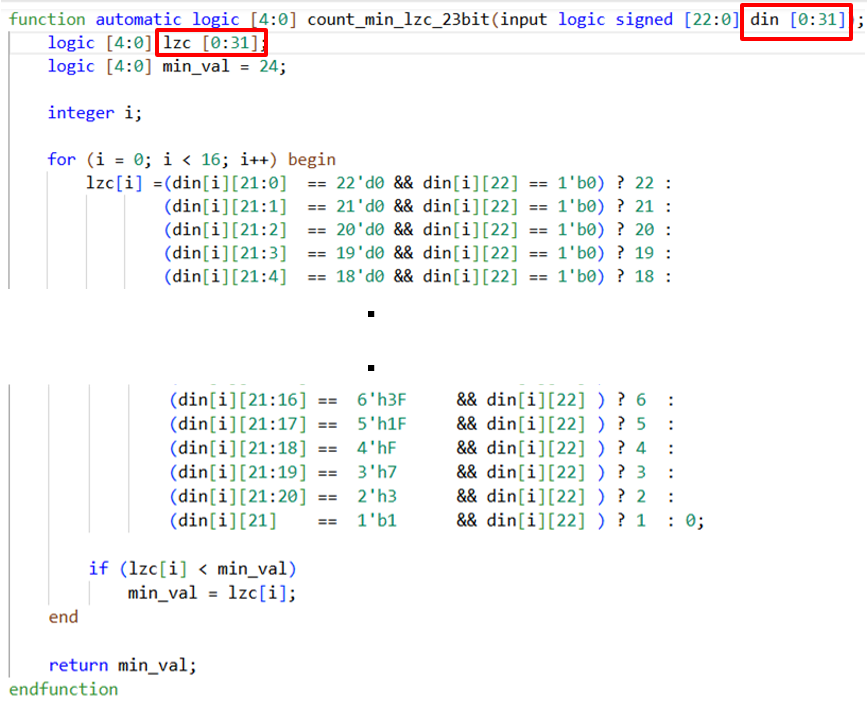 function automatic logic [4:0] count_min_lzc_23bit(input logic signed [22:0] din [0:31]);
logic [4:0] lzc [0:31];
logic [4:0] min_val = 24;
integer i;
for (i = 0; i < 16; i++) begin
lzc[i] =(din[i][21:0] == 22'd0 && din[i][22] == 1'b0) ? 22 :
(din[i][21:1] == 21'd0 && din[i][22] == 1'b0) ? 21 :
(din[i][21:2] == 20'd0 && din[i][22] == 1'b0) ? 20 :
(din[i][21:3] == 19'd0 && din[i][22] == 1'b0) ? 19 :
(din[i][21:4] == 18'd0 && din[i][22] == 1'b0) ? 18 :
(din[i][21:16] == 6'h3F && din[i][22] ) ? 6 :
(din[i][21:17] == 5'h1F && din[i][22] ) ? 5 :
(din[i][21:18] == 4'hF && din[i][22] ) ? 4 :
(din[i][21:19] == 3'h7 && din[i][22] ) ? 3 :
(din[i][21:20] == 2'h3 && din[i][22] ) ? 2 :
(din[i][21] == 1'b1 && din[i][22] ) ? 1 : 0;
if (lzc[i] < min_val)
min_val = lzc[i];
end
return min_val;
endfunction